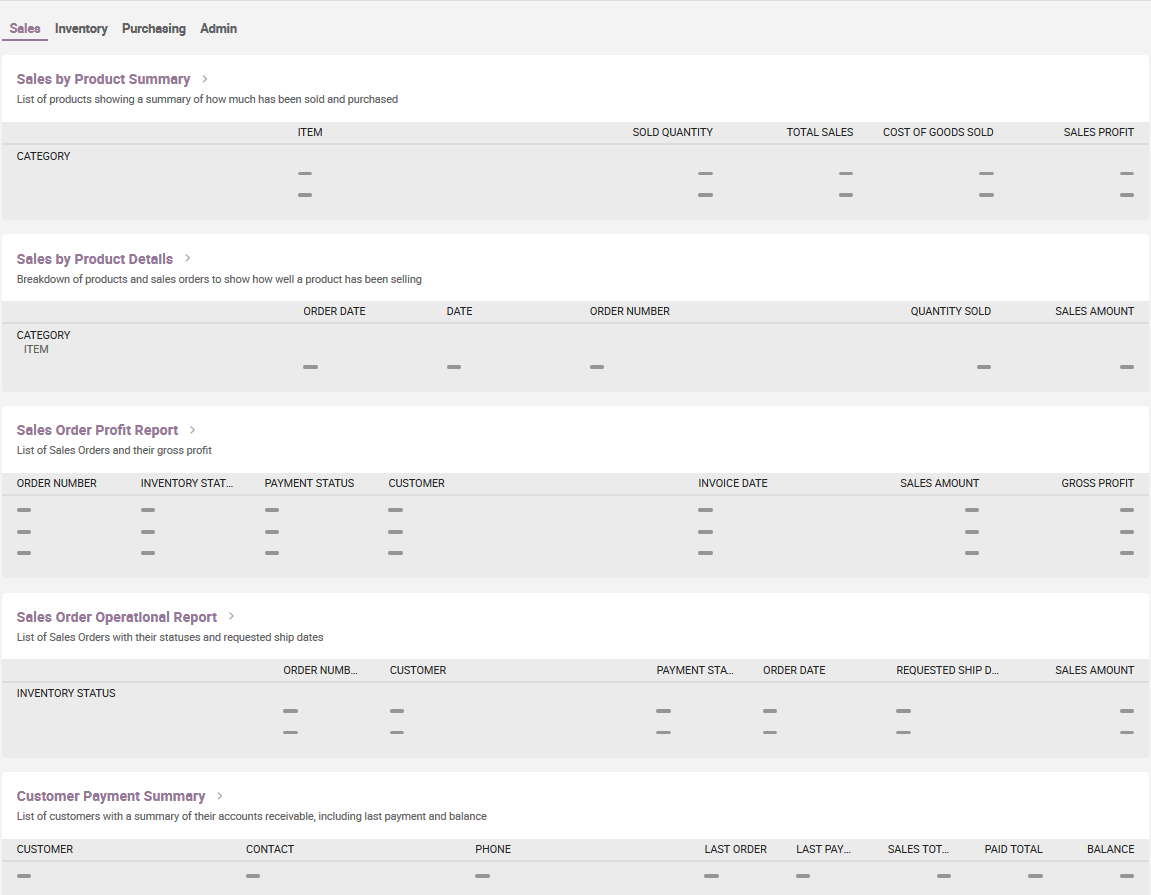 Sales Inventory Purchasing Admin
Sales by Product Summary
List of products showing a summary of how much has been sold and purchased
ITEM SOLD QUANTITY TOTAL SALES COST OF GOODS SOLD SALES PROFIT
CATEGORY
Sales by Product Details
Breakdown of products and sales orders to show how well a product has been selling
ORDER DATE DATE ORDER NUMBER QUANTITY SOLD SALES AMOUNT
CATEGORY
ITEM
Sales Order Profit Report
List of Sales Orders and their gross profit
ORDER NUMBER INVENTORY STAT... PAYMENT STATUS CUSTOMER INVOICE DATE SALES AMOUNT GROSS PROFIT
Sales Order Operational Report
List of Sales Orders with their statuses and requested ship dates
ORDER NUMB... CUSTOMER PAYMENT STA... ORDER DATE REQUESTED SHIP D... SALES AMOUNT
INVENTORY STATUS
Customer Payment Summary
List of customers with a summary of their accounts receivable, including last payment and balance
CUSTOMER CONTACT PHONE LAST ORDER LAST PAY... SALES TOT... PAID TOTAL BALANCE